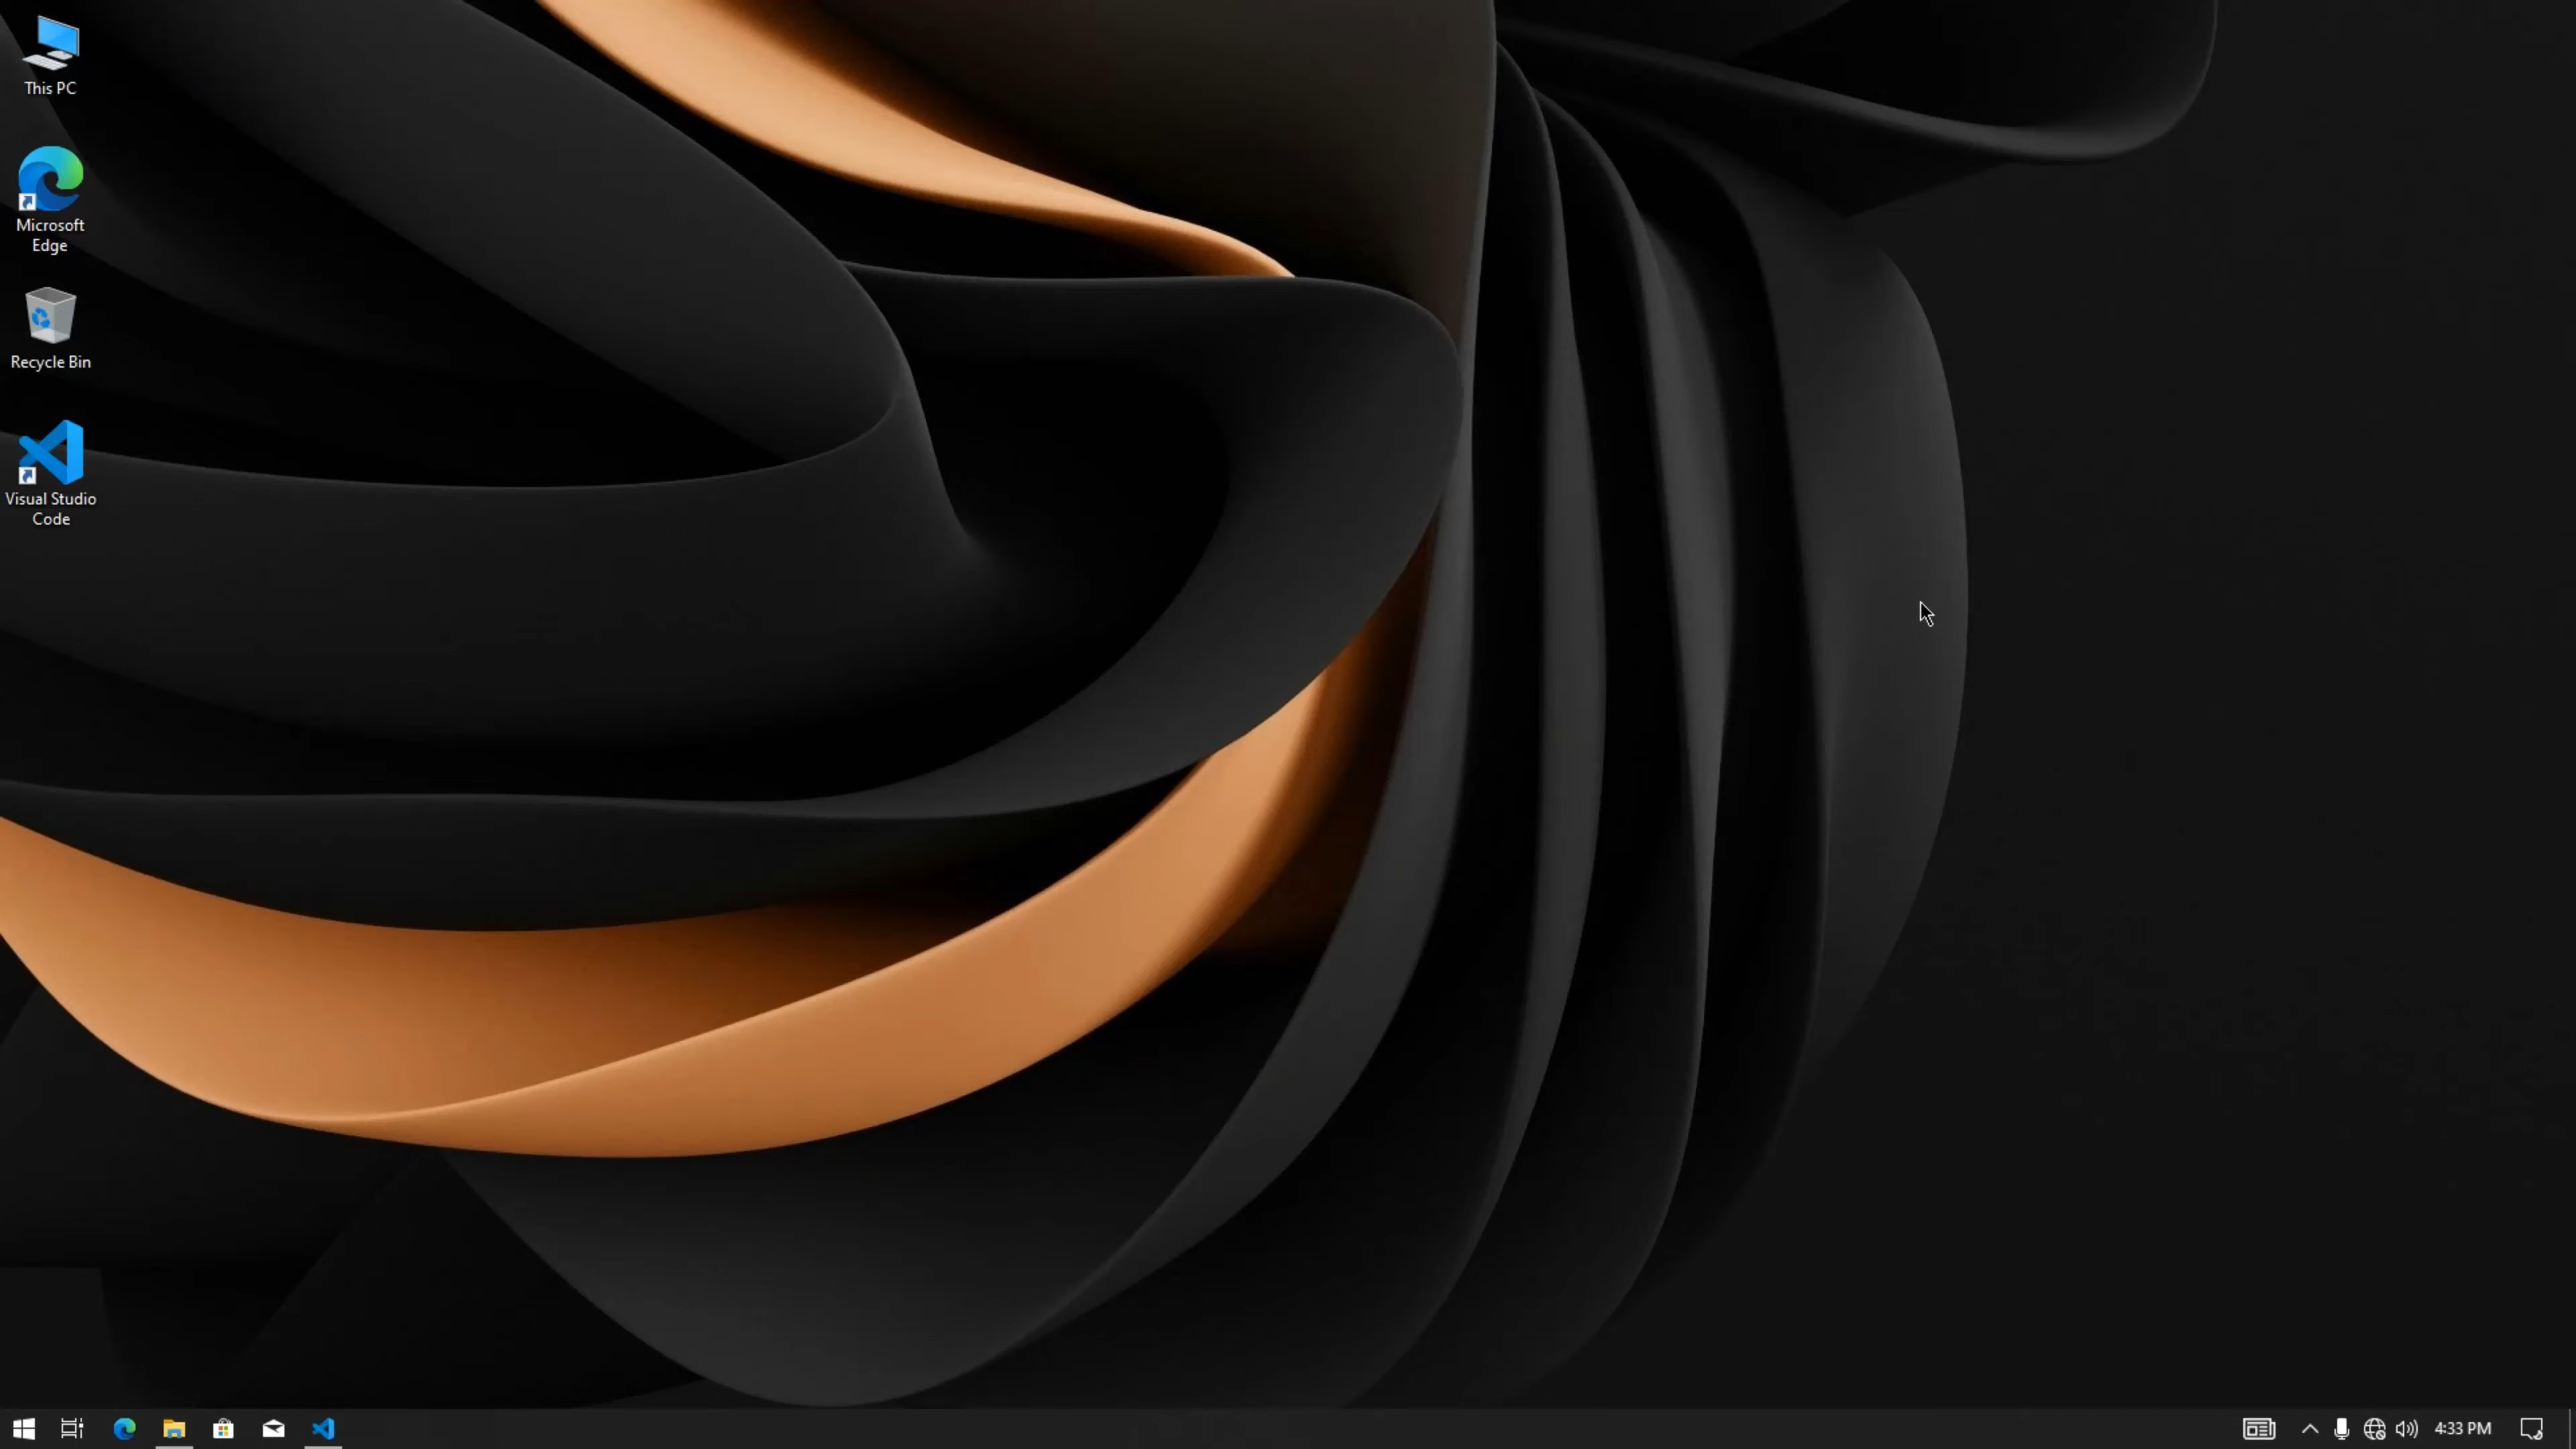 This PC
Microsoft
Edge
Recycle Bin
Visual Studio
Code
4:33 PM